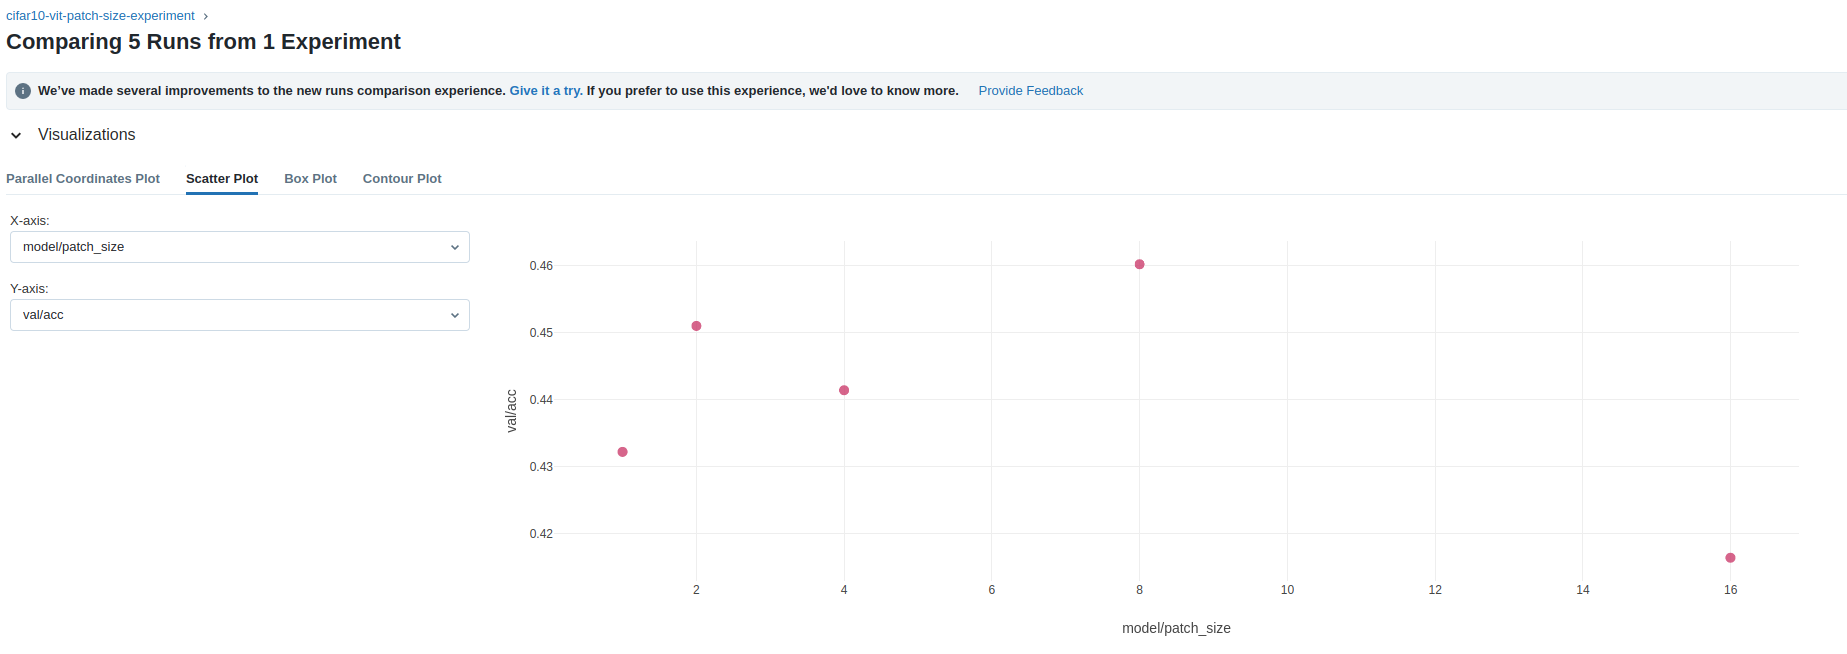 cifar10-vit-patch-size-experiment ›
Comparing 5 Runs from 1 Experiment
We've made several improvements to the new runs comparison experience. Give it a try. If you prefer to use this experience, we'd love to know more. Provide Feedback
Visualizations
Parallel Coordinates Plot Scatter Plot Box Plot Contour Plot
X-axis:
model/patch_size
Y-axis:
val/acc
0.46
0.45
0.44
0.43
0.42
val/acc
2 4 6 8 10 12 14 16
model/patch_size